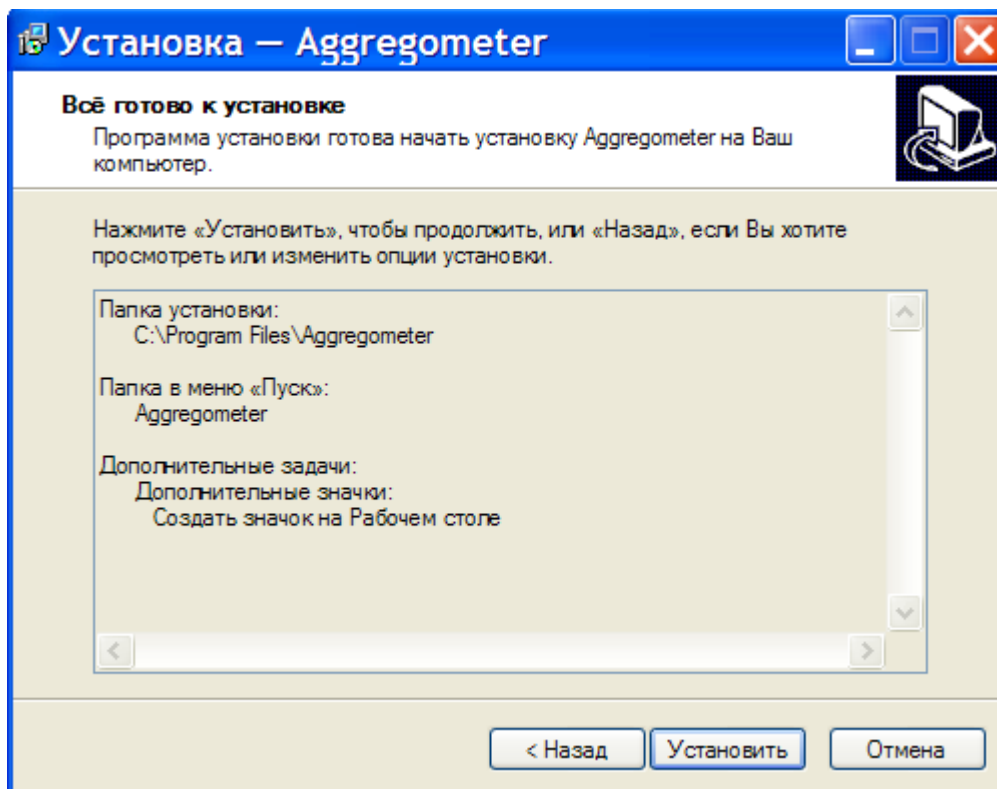 Установка — Aggregometer
Всё готово к установке
Программа установки готова начать установку Aggregometer на Ваш
компьютер.
Нажмите «Установить», чтобы продолжить, или «Назад», если Вы хотите
просмотреть или изменить опции установки.
Папка установки:
C:\Program Files\Aggregometer
Папка в меню «Пуск»:
Aggregometer
Дополнительные задачи:
Дополнительные значки:
Создать значок на Рабочем столе
< Назад
Установить
Отмена